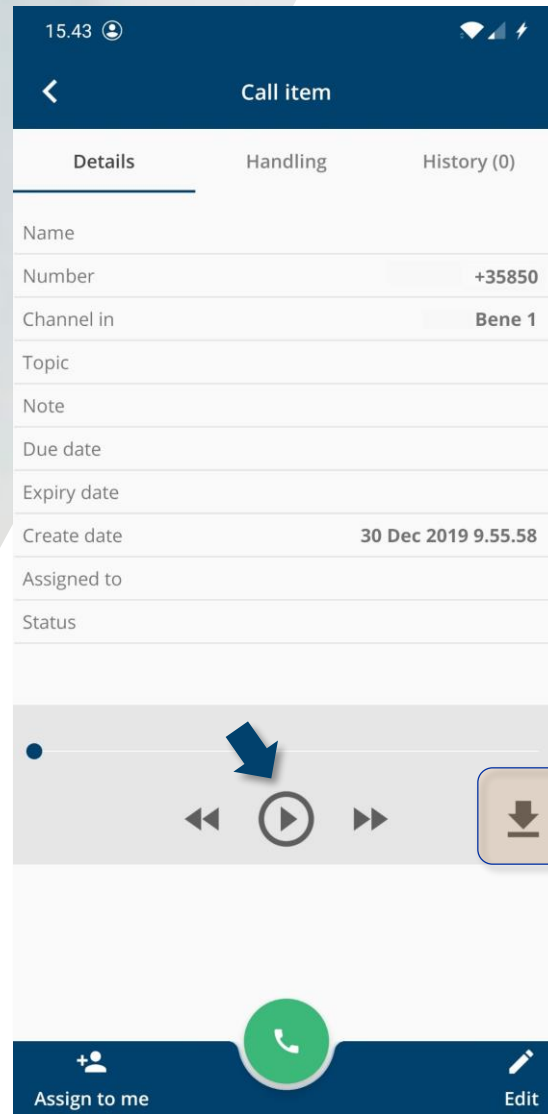 15.43
Call item
Details Handling History (0)
Name
Number +35850
Channel in Bene 1
Topic
Note
Due date
Expiry date
Create date 30 Dec 2019 9.55.58
Assigned to
Status
Assign to me Edit